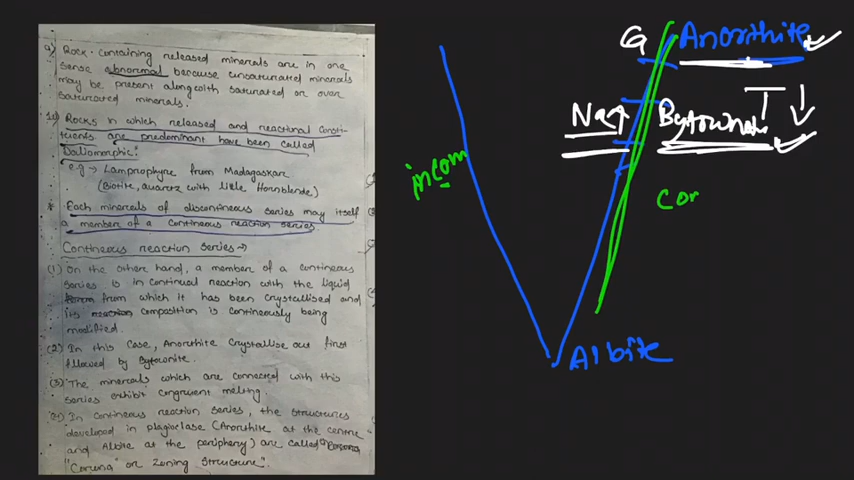 9) Rock containing released minerals are in one
sense abnormal because unsaturated minerals
may be present alongwith saturated or over
saturated minerals.
10) Rocks in which released and reactional consti-
tuents are predominant have been called
Daliomorphic.
e.g → Lamprophyre from Madagaskar
(Biotite, quartz with little Hornblende)
* Each minerals of discontineous series may itself
a member of a continueous reaction series.
Contineous reaction series →
(1) On the other hand, a member of a contineous
series is in continual reaction with the liquid
from which it has been crystallised and
its reaction composition is continueously being
modified.
(2) In this case, Anorthite crystallise out first
followed by Bytownite.
(3) The minerals which are connected with this
series exhibit congruent melting.
(4) In contineous reaction series, the structures
developed in plagioclase (Anorthite at the centre
and Albite at the periphery) are called
"Corona" or Zoning Structure".
Anorthite
Na↑ Bytownite T ↓
incom
Cor
Albite